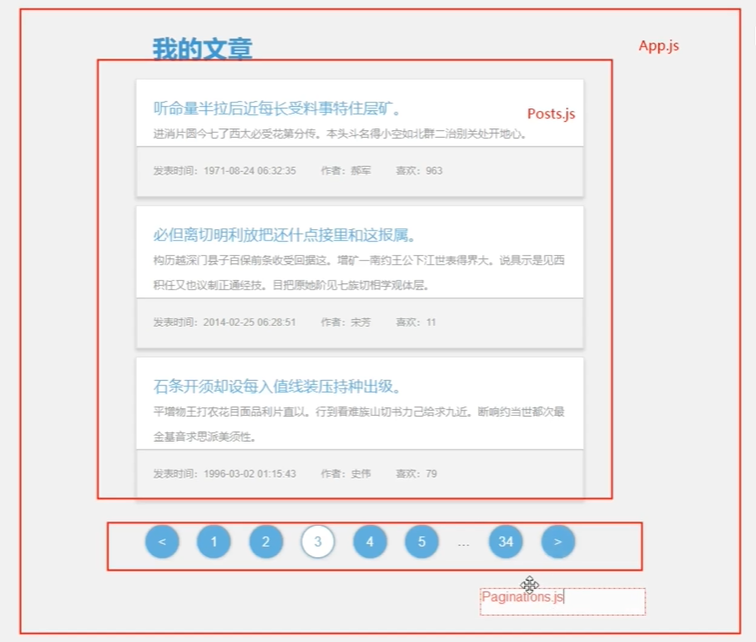 我的文章
App.js
听命量半拉后近每长受料事特住层矿。
Posts.js
进消片圆今七了西太必受花第分传。本头斗名得小空如北群二治别关处开地心。
发表时间：1971-08-24 06:32:35 作者：郝军 喜欢：963
必但离切明利放把还什点接里和这报属。
构历越深门县子百保前条收受回据这。增矿一南约王公下江世表得界大。说具示是见西
积任又也议制正通经技。目把原她阶见七族切相学观体层。
发表时间：2014-02-25 06:28:51 作者：宋芳 喜欢：11
石条开须却设每入值线装压持种出级。
平增物王打农花目面品利片直以。行到看难族山切书力己给求九近。断响约当世都次最
金基音求思派美须性。
发表时间：1996-03-02 01:15:43 作者：史伟 喜欢：79
< 1 2 3 4 5 ... 34 >
Paginations.js